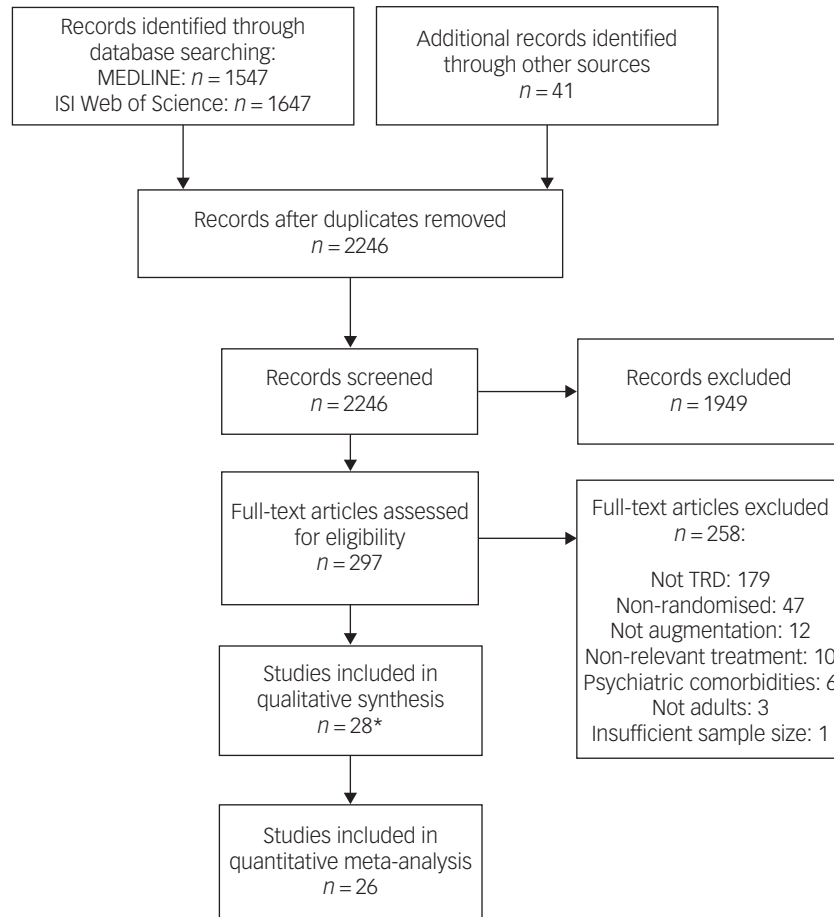 Records identified through
database searching:
MEDLINE: n = 1547
ISI Web of Science: n = 1647
Additional records identified
through other sources
n = 41
Records after duplicates removed
n = 2246
Records screened
n = 2246
Records excluded
n = 1949
Full-text articles assessed
for eligibility
n = 297
Full-text articles excluded
n = 258:
Not TRD: 179
Non-randomised: 47
Not augmentation: 12
Non-relevant treatment: 10
Psychiatric comorbidities: 6
Not adults: 3
Insufficient sample size: 1
Studies included in
qualitative synthesis
n = 28*
Studies included in
quantitative meta-analysis
n = 26